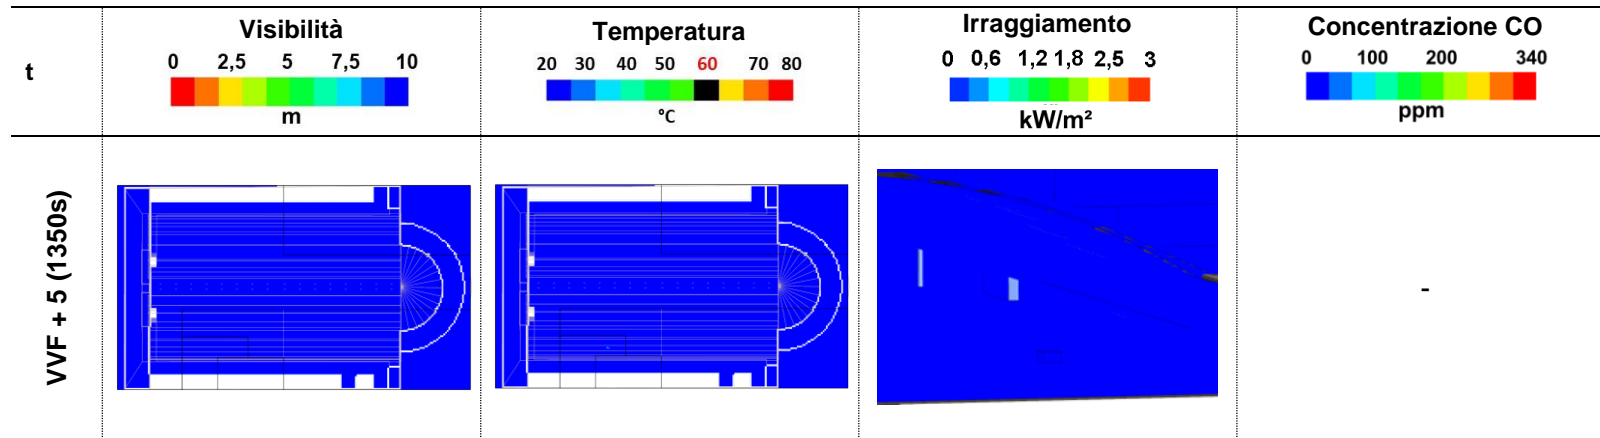 t
Visibilità
0 2,5 5 7,5 10
m
Temperatura
20 30 40 50 60 70 80
°C
Irraggiamento
0 0,6 1,2 1,8 2,5 3
kW/m²
Concentrazione CO
0 100 200 340
ppm
VVF + 5 (1350s)
-